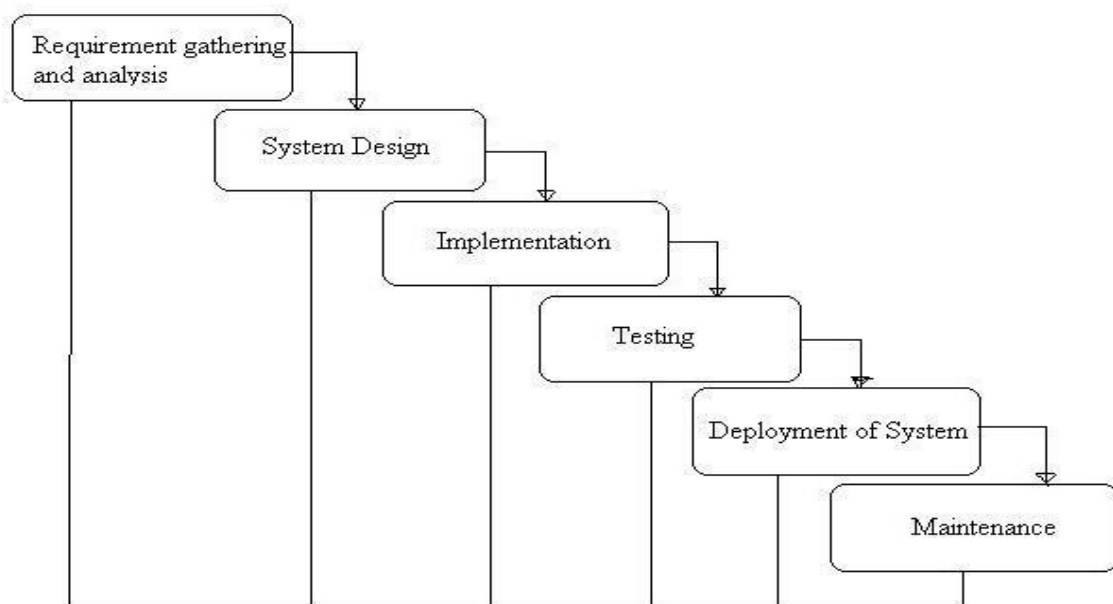 Requirement gathering
and analysis
System Design
Implementation
Testing
Deployment of System
Maintenance